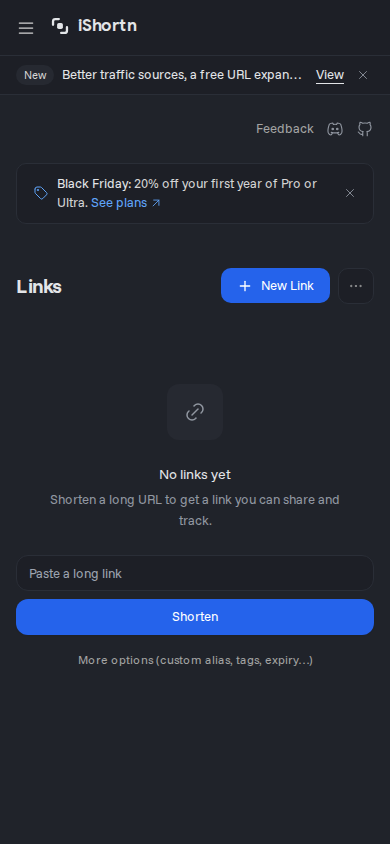 IShortn
New Better traffic sources, a free URL expan... View
Feedback
Black Friday: 20% off your first year of Pro or
Ultra. See plans
Links
New Link
No links yet
Shorten a long URL to get a link you can share and
track.
Paste a long link
Shorten
More options (custom alias, tags, expiry...)